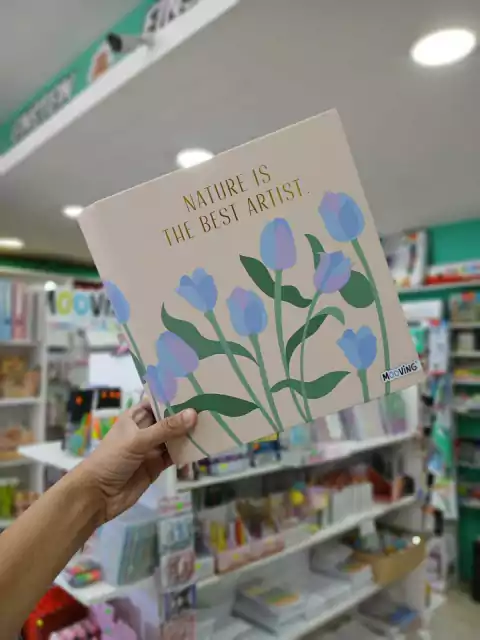 NATURE IS
THE BEST ARTIST.
MOOVING
MOOVING